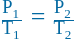 P₁/T₁ = P₂/T₂